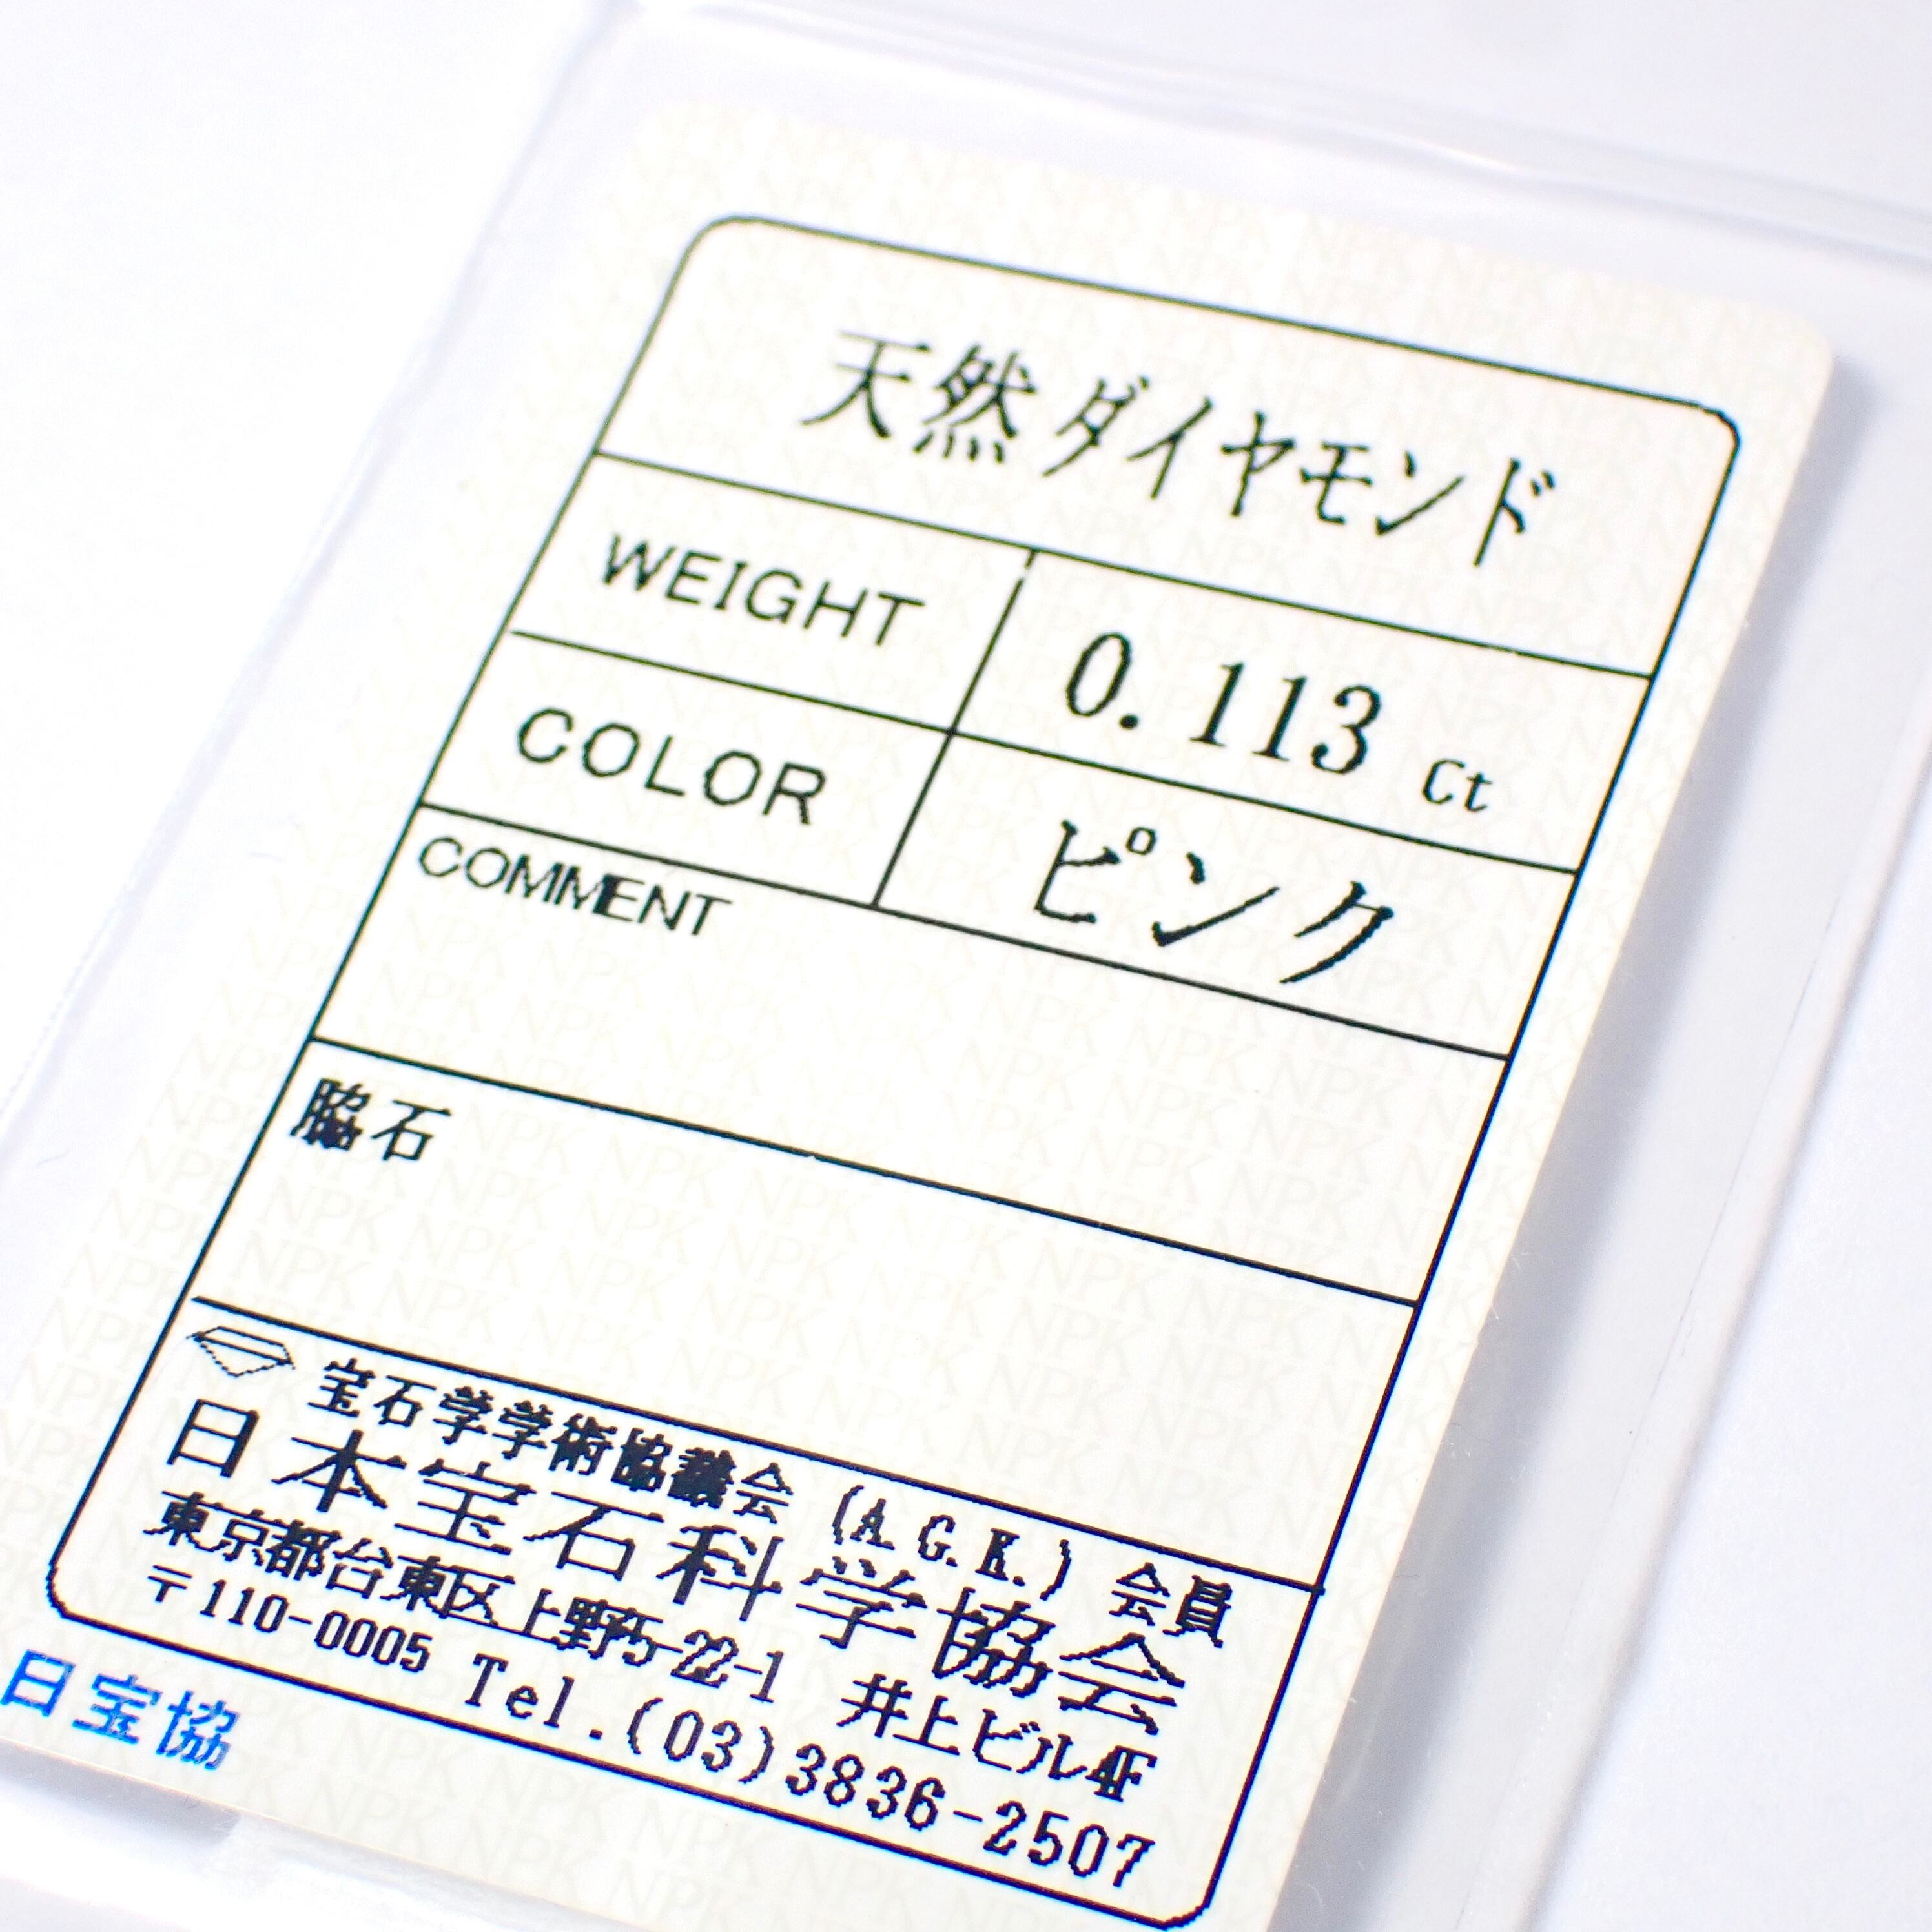 天然ダイヤモンド
WEIGHT 0.113 ct
COLOR ピンク
COMMENT
脇石
宝石学学術協議会 (A.G.K.) 会員
日本宝石科学協会
東京都台東区上野5-22-1 井上ビル4F
〒110-0005 Tel.(03)3836-2507
日宝協